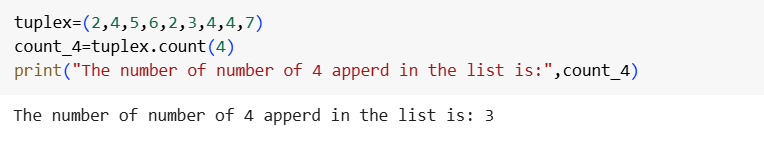 tuplex=(2,4,5,6,2,3,4,4,7)
count_4=tuplex.count(4)
print("The number of number of 4 apperd in the list is:",count_4)
The number of number of 4 apperd in the list is: 3